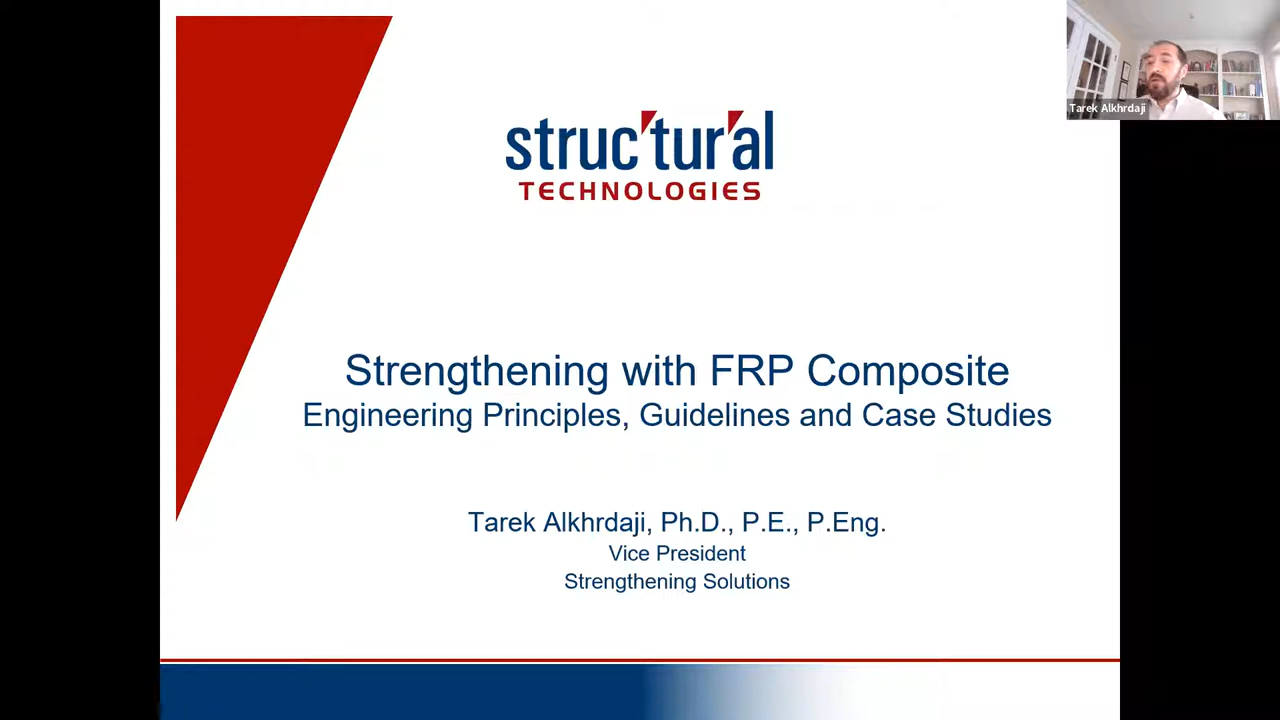 struc'tur'al
TECHNOLOGIES
Tarek Alkhrdaji
Strengthening with FRP Composite
Engineering Principles, Guidelines and Case Studies
Tarek Alkhrdaji, Ph.D., P.E., P.Eng.
Vice President
Strengthening Solutions